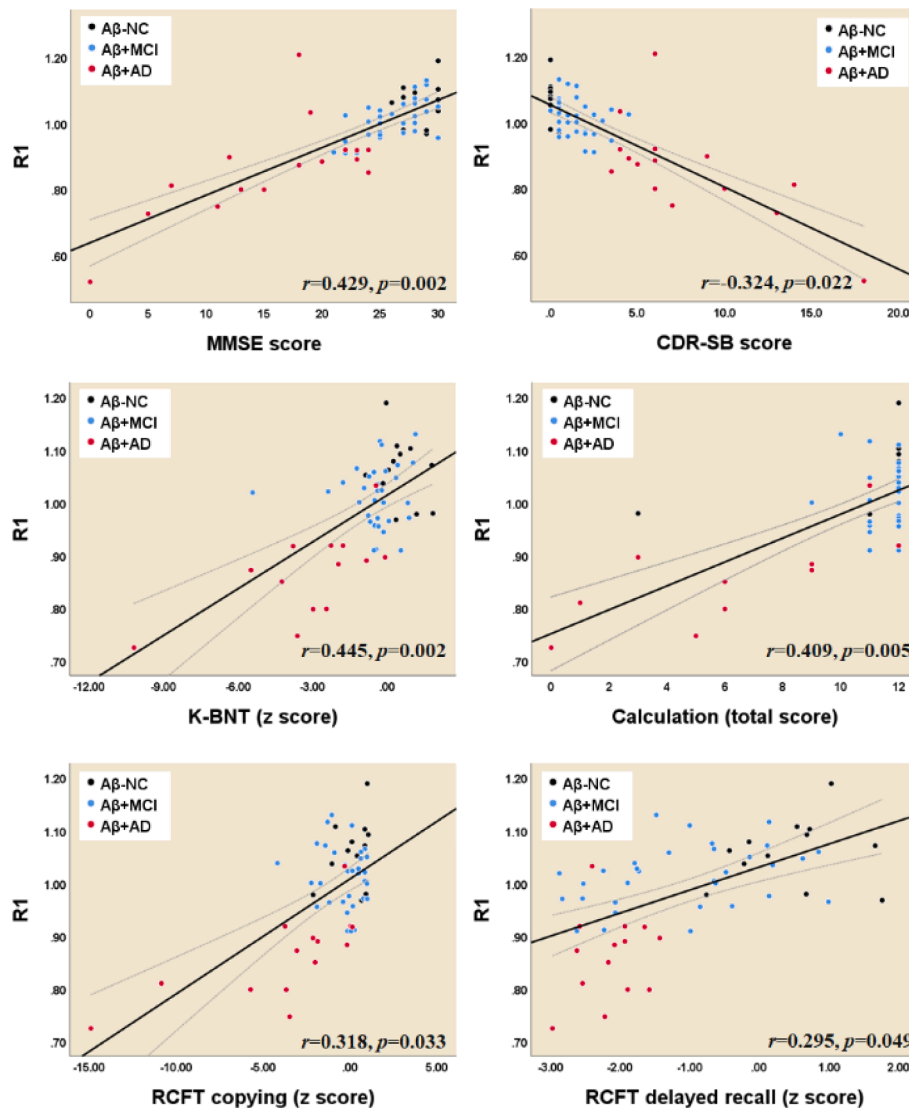 Aβ-NC
Aβ+MCI
Aβ+AD
1.20
1.00
.80
.60
R1
r=0.429, p=0.002
0 5 10 15 20 25 30
MMSE score
Aβ-NC
Aβ+MCI
Aβ+AD
1.20
1.00
.80
.60
R1
r=-0.324, p=0.022
.0 5.0 10.0 15.0 20.0
CDR-SB score
Aβ-NC
Aβ+MCI
Aβ+AD
1.20
1.10
1.00
.90
.80
.70
R1
r=0.445, p=0.002
-12.00 -9.00 -6.00 -3.00 .00
K-BNT (z score)
Aβ-NC
Aβ+MCI
Aβ+AD
1.20
1.10
1.00
.90
.80
.70
R1
r=0.409, p=0.005
0 2 4 6 8 10 12
Calculation (total score)
Aβ-NC
Aβ+MCI
Aβ+AD
1.20
1.10
1.00
.90
.80
.70
R1
r=0.318, p=0.033
-15.00 -10.00 -5.00 .00 5.00
RCFT copying (z score)
Aβ-NC
Aβ+MCI
Aβ+AD
1.20
1.10
1.00
.90
.80
.70
R1
r=0.295, p=0.049
-3.00 -2.00 -1.00 .00 1.00 2.00
RCFT delayed recall (z score)